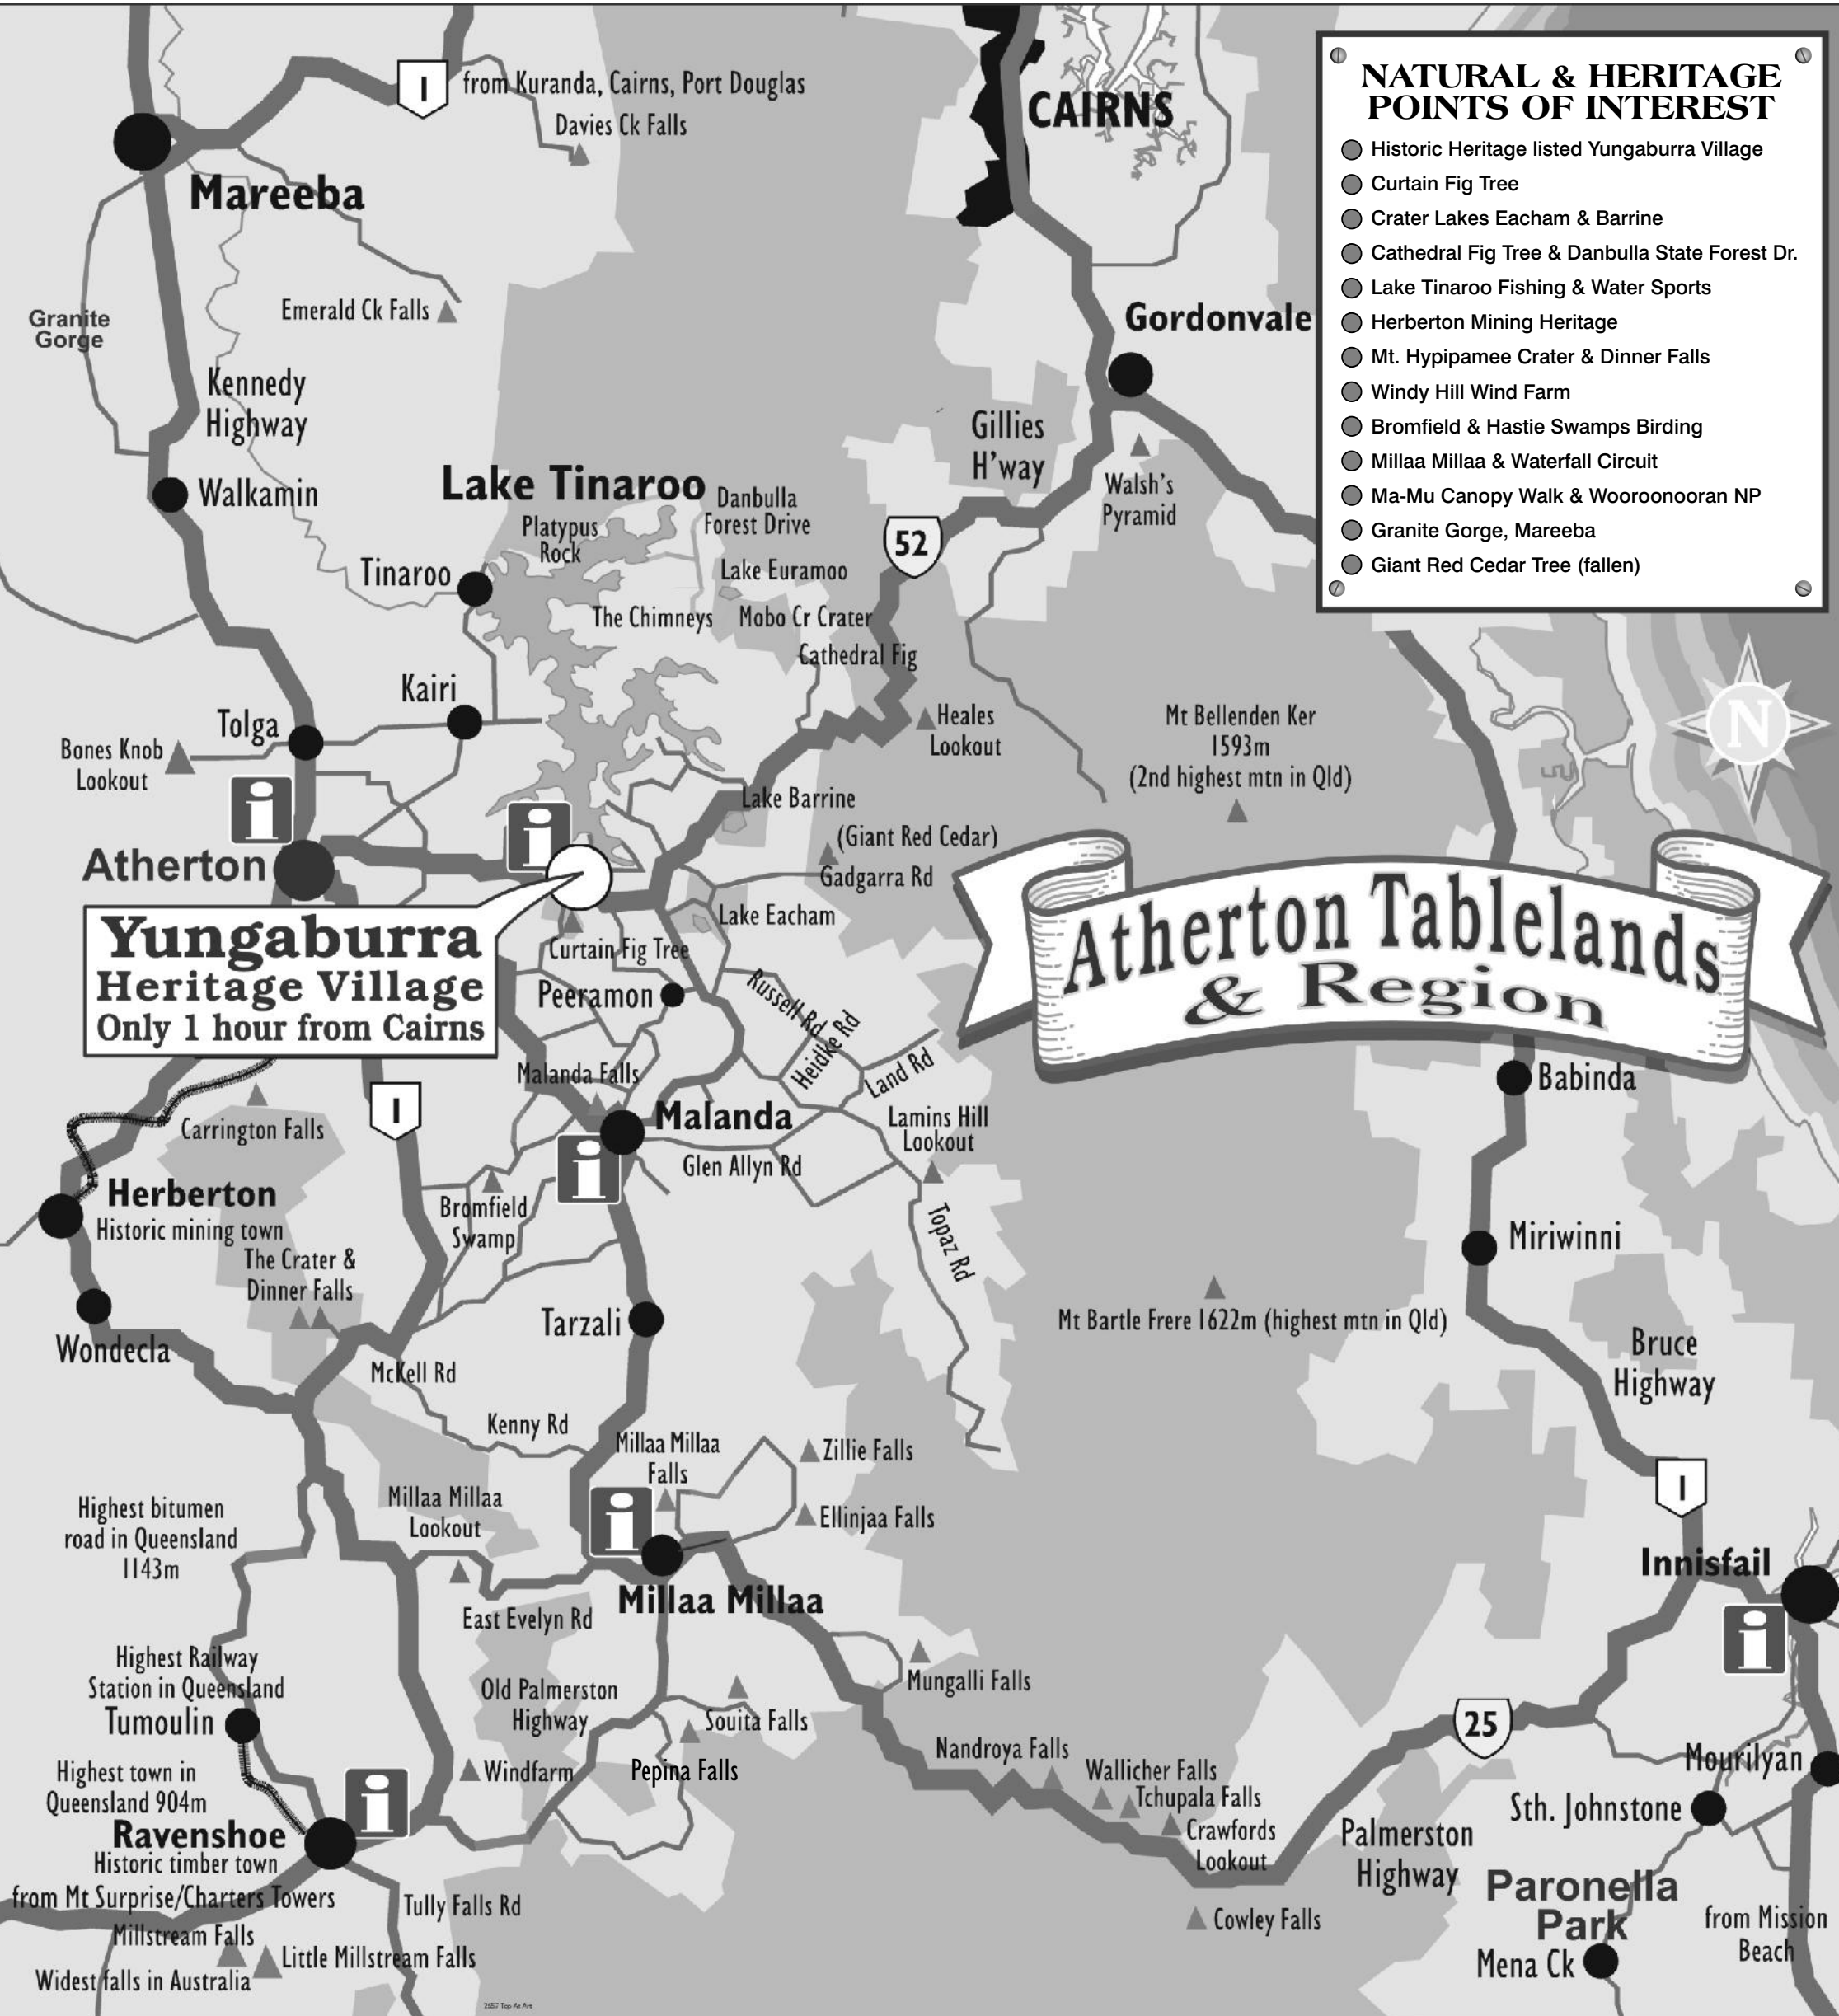 I
from Kuranda, Cairns, Port Douglas
Davies Ck Falls
CAIRNS
NATURAL & HERITAGE
POINTS OF INTEREST
Historic Heritage listed Yungaburra Village
Curtain Fig Tree
Crater Lakes Eacham & Barrine
Cathedral Fig Tree & Danbulla State Forest Dr.
Lake Tinaroo Fishing & Water Sports
Herberton Mining Heritage
Mt. Hypipamee Crater & Dinner Falls
Windy Hill Wind Farm
Bromfield & Hastie Swamps Birding
Millaa Millaa & Waterfall Circuit
Ma-Mu Canopy Walk & Wooroonooran NP
Granite Gorge, Mareeba
Giant Red Cedar Tree (fallen)
Mareeba
Granite
Gorge
Emerald Ck Falls
Gordonvale
Kennedy
Highway
Gillies
H'way
Walkamin
Lake Tinaroo
Danbulla
Forest Drive
Platypus
Rock
Walsh's
Pyramid
52
Tinaroo
Lake Euramoo
The Chimneys
Mobo Cr Crater
Cathedral Fig
Kairi
Tolga
Heales
Lookout
Mt Bellenden Ker
1593m
(2nd highest mtn in Qld)
N
Bones Knob
Lookout
i
i
Lake Barrine
(Giant Red Cedar)
Gadgarra Rd
Atherton
Lake Eacham
Yungaburra
Heritage Village
Only 1 hour from Cairns
Curtain Fig Tree
Peeramon
Russell Rd
Heidke Rd
Land Rd
Atherton Tablelands
& Region
Malanda Falls
Babinda
I
Carrington Falls
Malanda
Lamins Hill
Lookout
i
Glen Allyn Rd
Herberton
Historic mining town
Bromfield
Swamp
Topaz Rd
Miriwinni
The Crater &
Dinner Falls
Tarzali
Mt Bartle Frere 1622m (highest mtn in Qld)
Wondecla
Bruce
Highway
McKell Rd
Kenny Rd
Millaa Millaa
Falls
Zillie Falls
I
Highest bitumen
road in Queensland
1143m
Millaa Millaa
Lookout
i
Ellinjaa Falls
Innisfail
i
Millaa Millaa
East Evelyn Rd
Highest Railway
Station in Queensland
Tumoulin
Old Palmerston
Highway
Mungalli Falls
Souita Falls
25
Nandroya Falls
Windfarm
Pepina Falls
Wallicher Falls
Tchupala Falls
Crawfords
Lookout
Mourilyan
Highest town in
Queensland 904m
i
Ravenshoe
Historic timber town
Sth. Johnstone
Palmerston
Highway
from Mt Surprise/Charters Towers
Tully Falls Rd
Paronella
Park
Cowley Falls
from Mission
Beach
Millstream Falls
Little Millstream Falls
Widest falls in Australia
Mena Ck